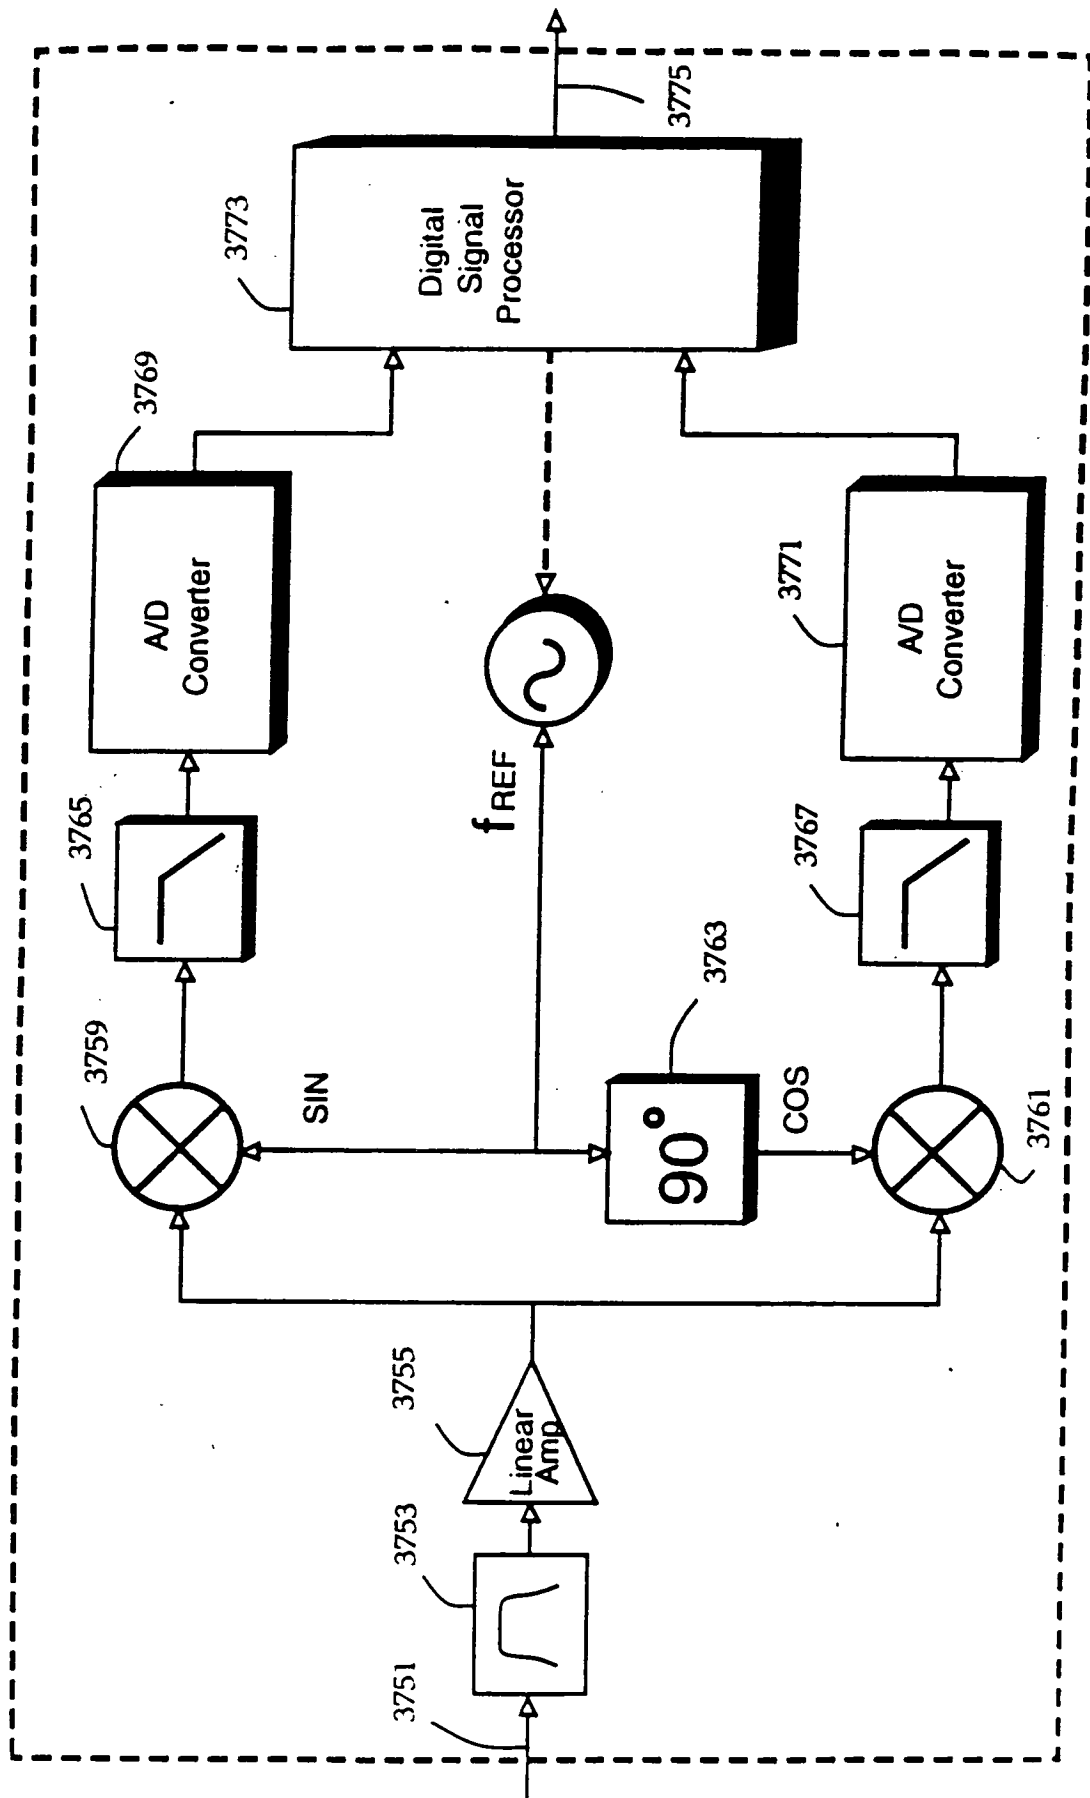 3751
3753
3755
Linear
Amp
3759
SIN
90°
3763
COS
3761
3765
fREF
3767
3769
A/D
Converter
3771
A/D
Converter
3773
Digital
Signal
Processor
3775